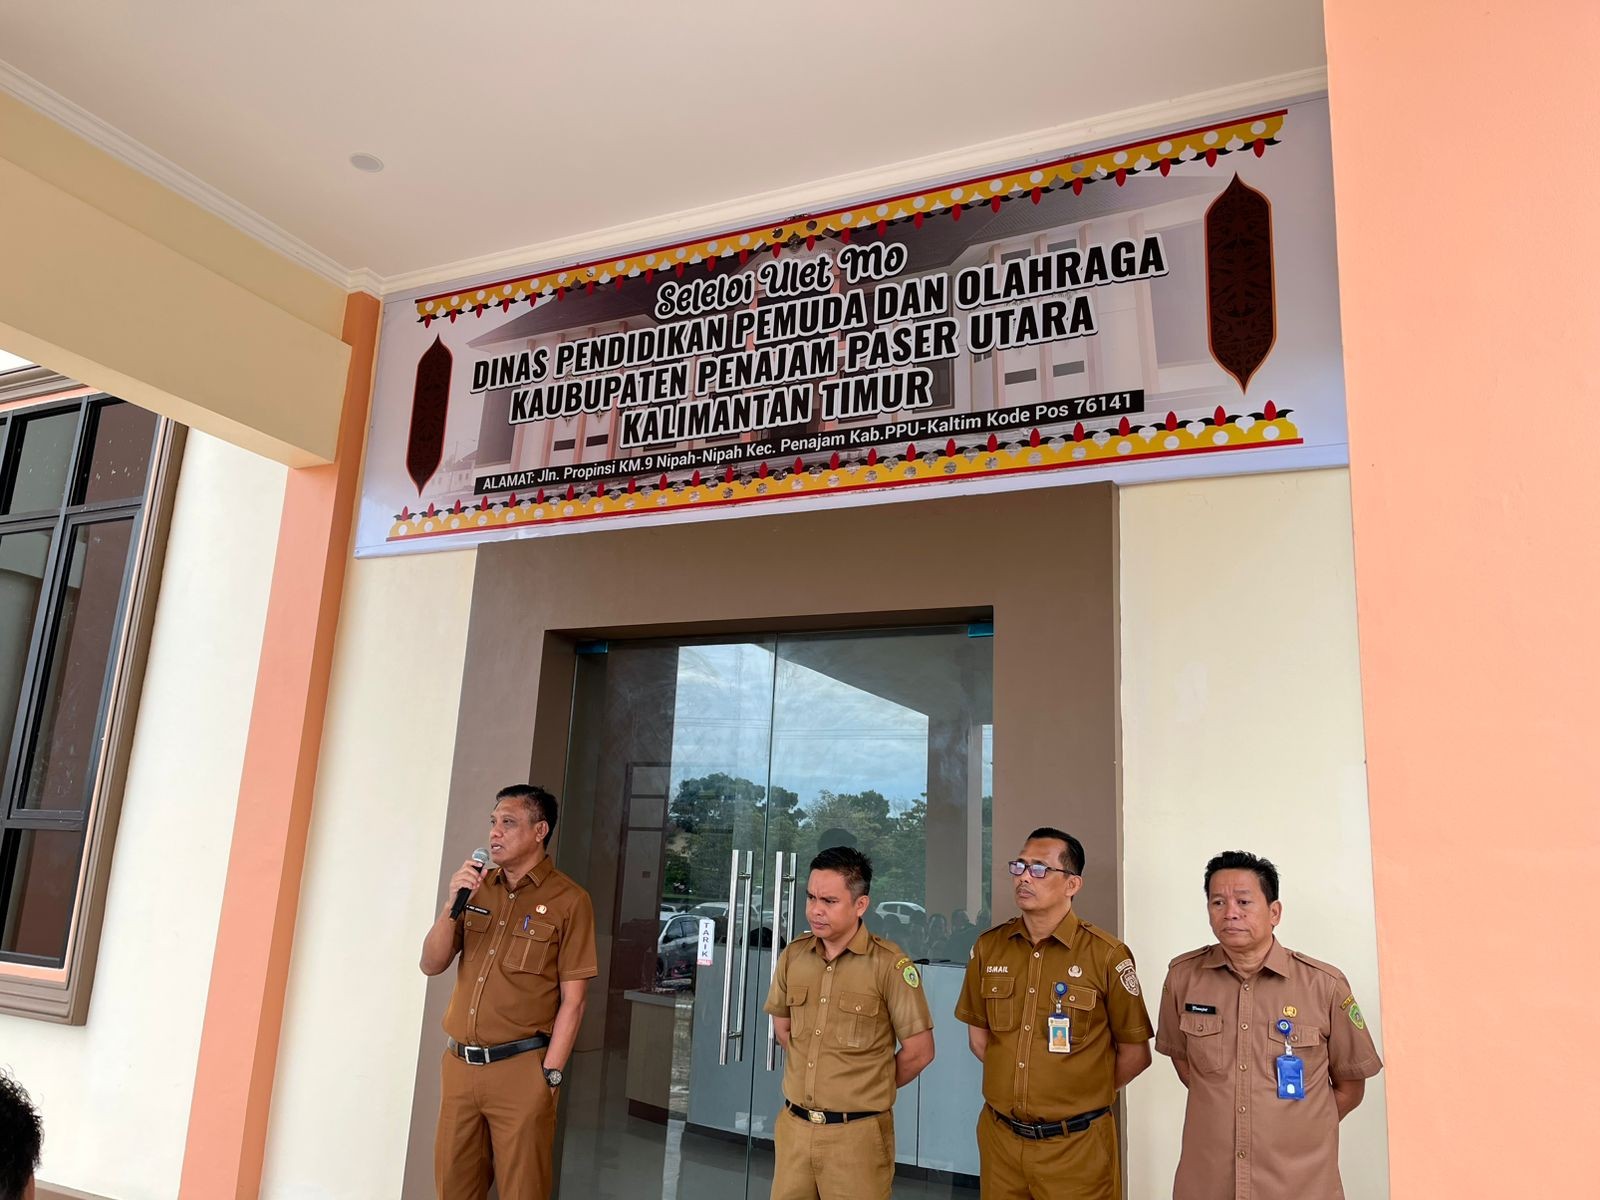 Seleloi Ulet Mo
DINAS PENDIDIKAN PEMUDA DAN OLAHRAGA
KAUBUPATEN PENAJAM PASER UTARA
KALIMANTAN TIMUR
ALAMAT: Jln. Propinsi KM.9 Nipah-Nipah Kec. Penajam Kab.PPU-Kaltim Kode Pos 76141
TARIK
ISMAIL